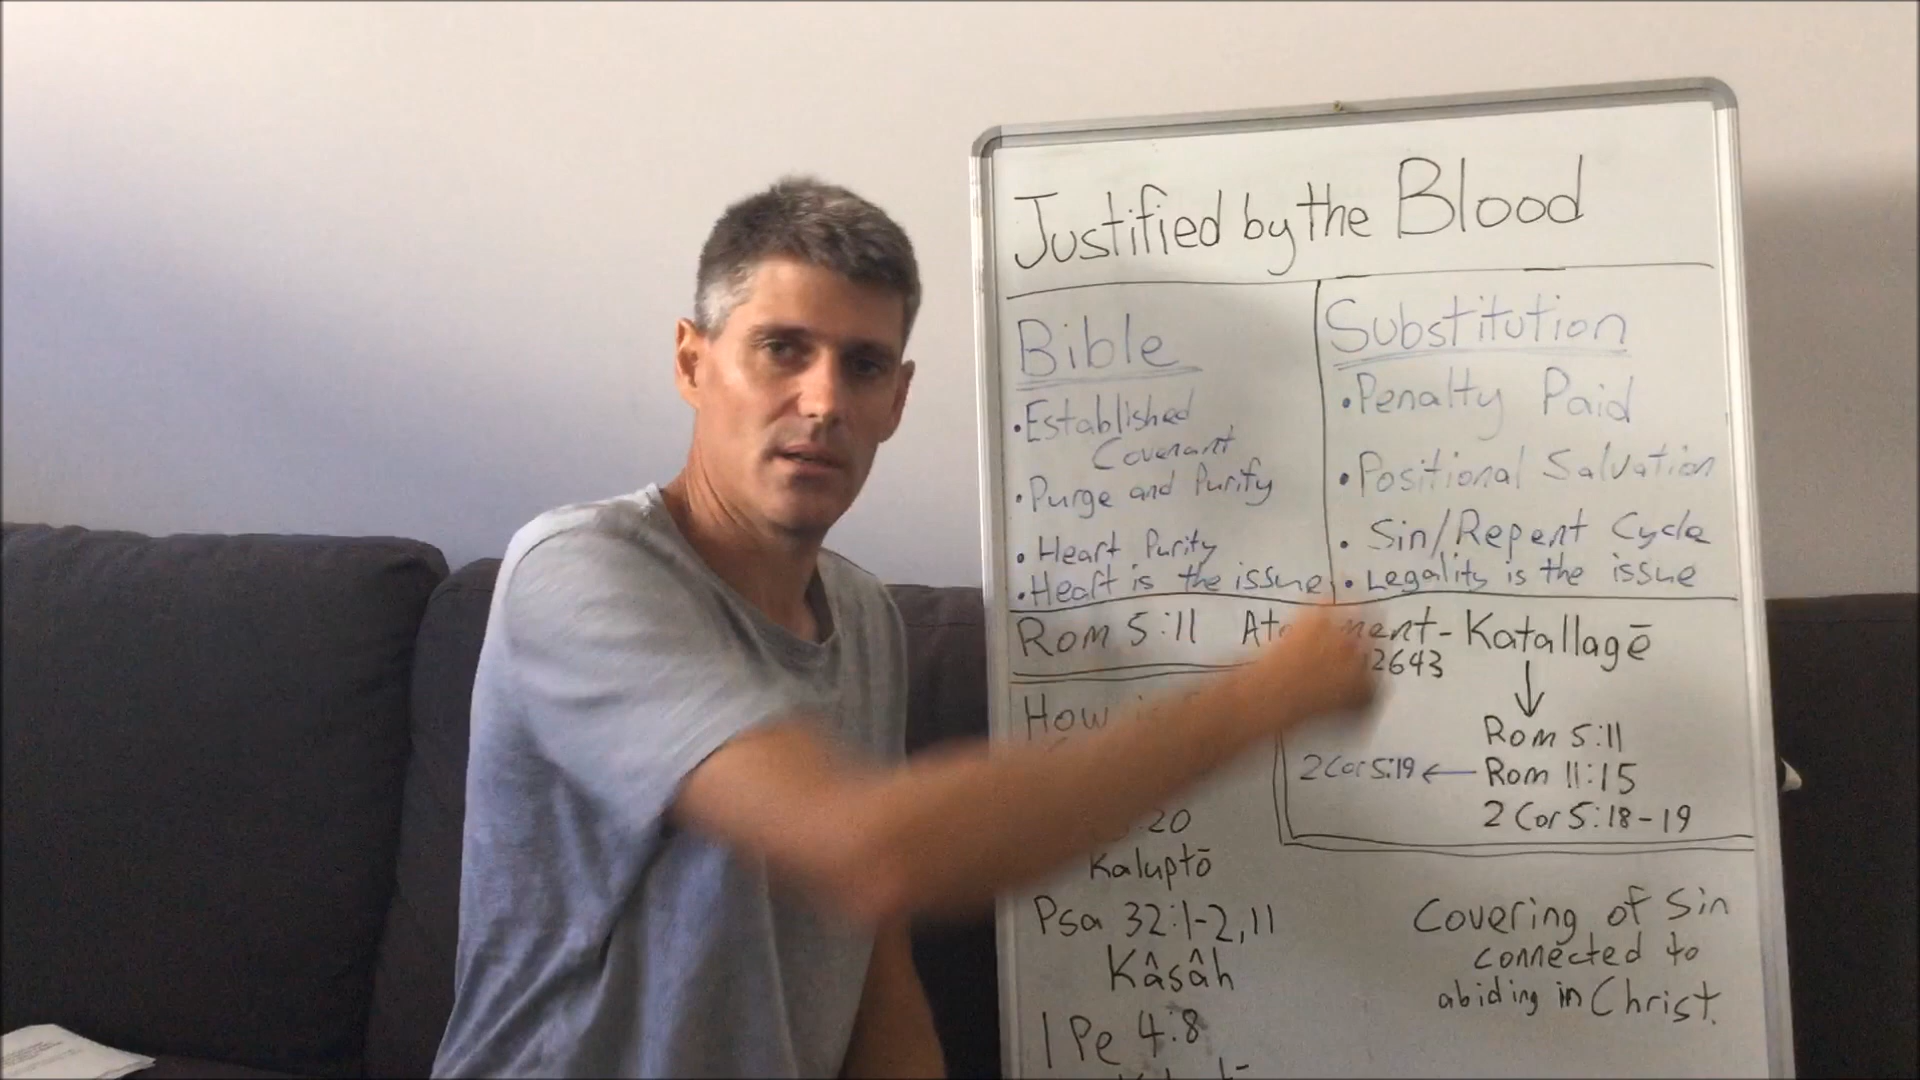 Justified by the Blood
Bible
• Established
Covenant
• Purge and Purify
• Heart Purity
• Heart is the issue
Substitution
• Penalty Paid
• Positional Salvation
• Sin/Repent Cycle
• Legality is the issue
Rom 5:11 - Katallagē
2643
Rom 5:11
2Cor 5:19 ← Rom 11:15
2 Cor 5:18-19
How
:20
Kaluptō
Psa 32:1-2,11
Kâsâh
1 Pe 4:8
Covering of Sin
connected to
abiding in Christ.